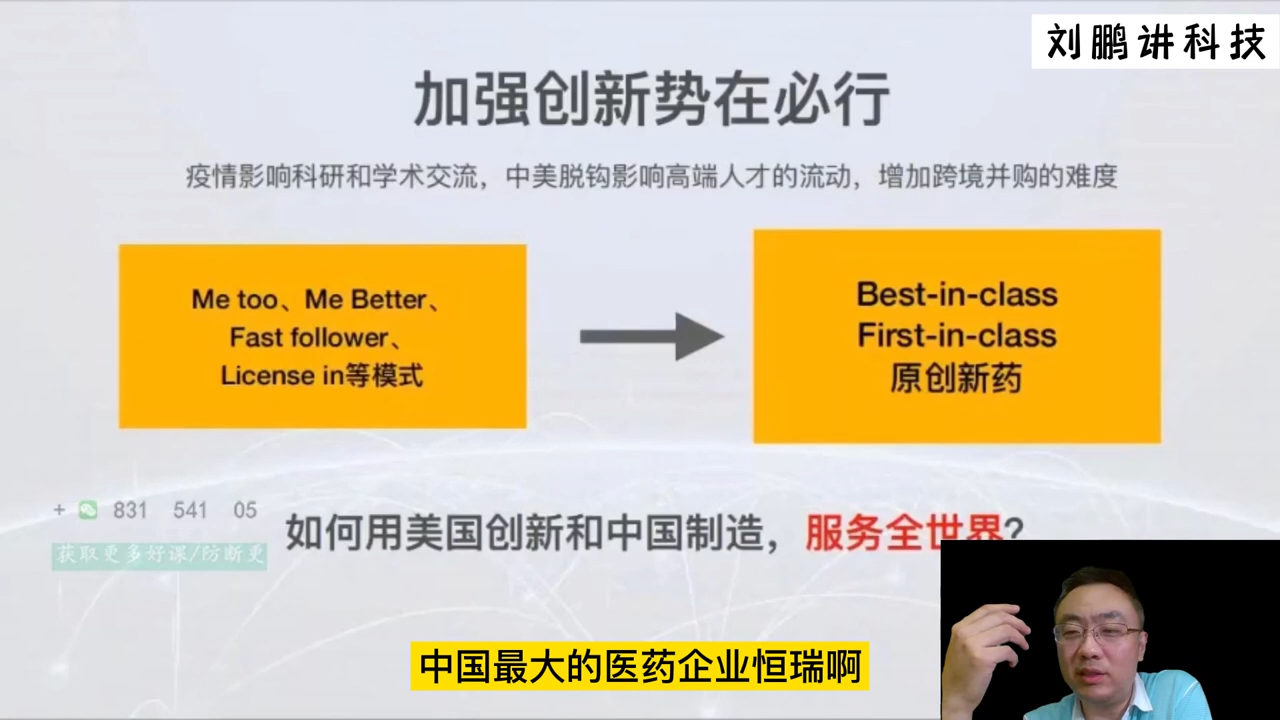 刘鹏讲科技
加强创新势在必行
疫情影响科研和学术交流，中美脱钩影响高端人才的流动，增加跨境并购的难度
Me too、Me Better、
Fast follower、
License in等模式
Best-in-class
First-in-class
原创新药
+ 831 541 05
获取更多好课/防断更
如何用美国创新和中国制造，服务全世界?
中国最大的医药企业恒瑞啊